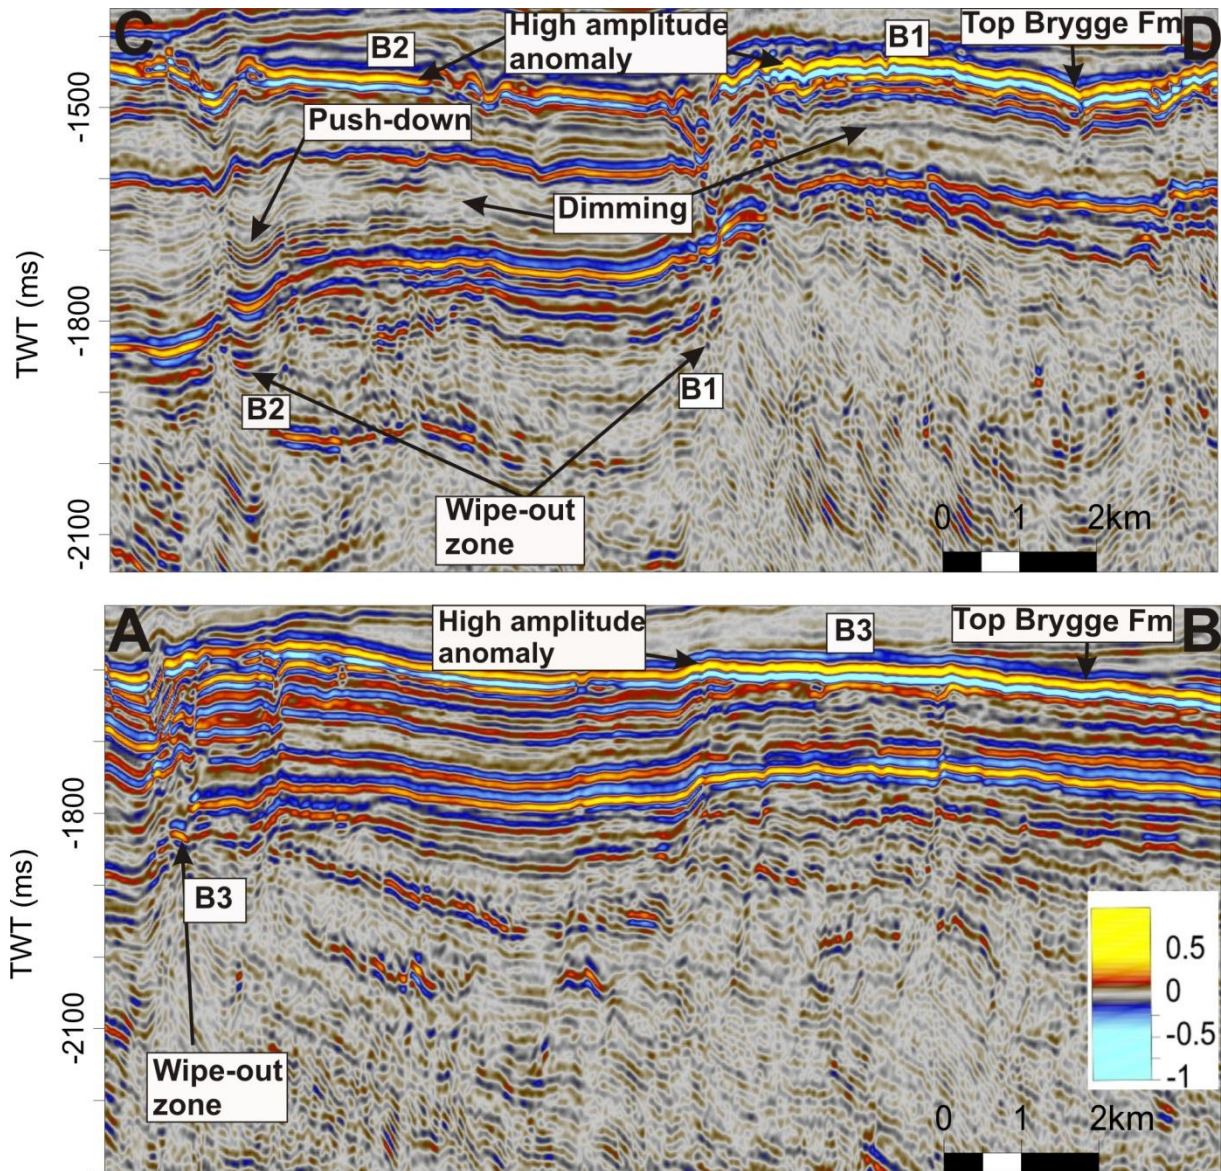 C
B2
High amplitude
anomaly
B1
Top Brygge Fm
D
-1500
Push-down
Dimming
TWT (ms)
-1800
B2
B1
Wipe-out
zone
0 1 2km
-2100
A
High amplitude
anomaly
B3
Top Brygge Fm
B
-1800
TWT (ms)
B3
0.5
0
-0.5
-1
-2100
Wipe-out
zone
0 1 2km